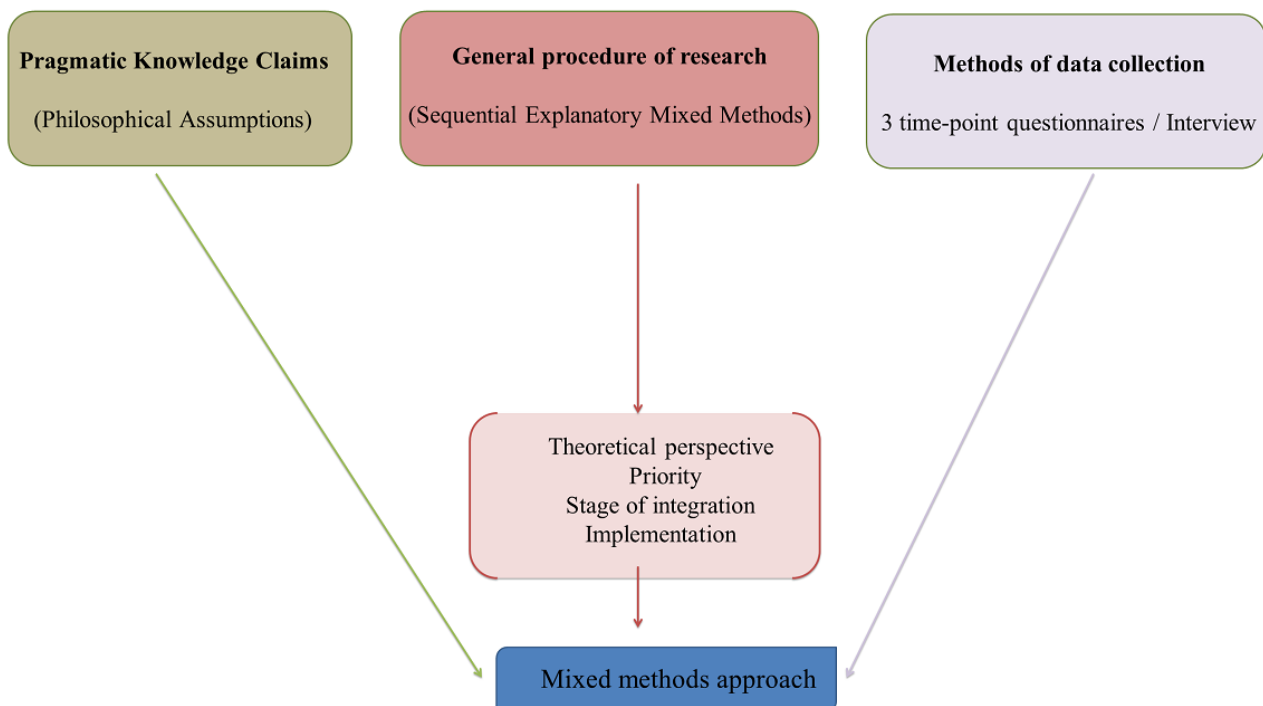 Pragmatic Knowledge Claims
(Philosophical Assumptions)
General procedure of research
(Sequential Explanatory Mixed Methods)
Methods of data collection
3 time-point questionnaires / Interview
Theoretical perspective
Priority
Stage of integration
Implementation
Mixed methods approach